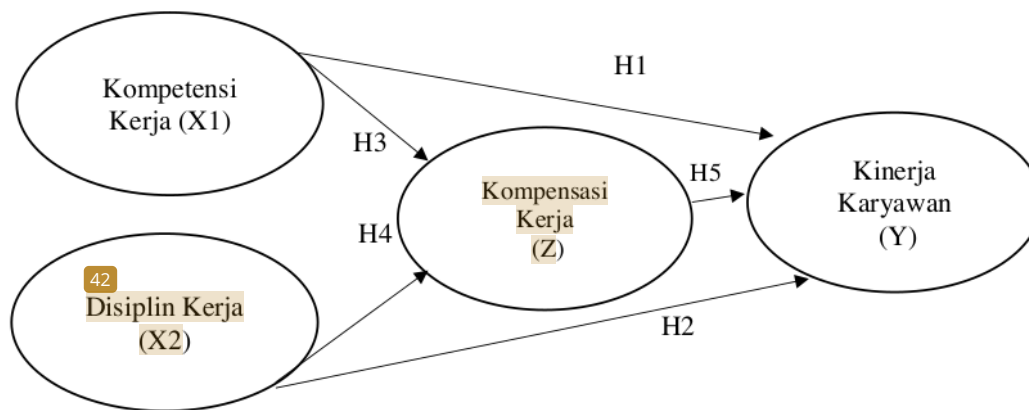 Kompetensi
Kerja (X1)
H1
H3
Kompensasi
Kerja
(Z)
H5
Kinerja
Karyawan
(Y)
H4
42
Disiplin Kerja
(X2)
H2